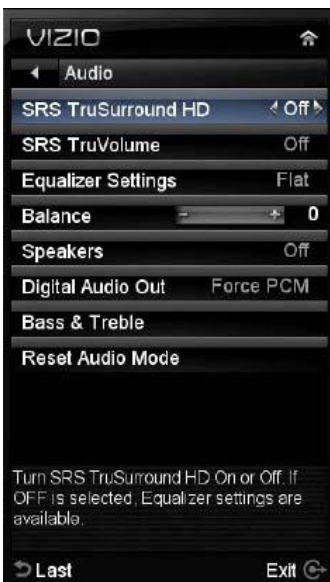 VIZIO
Audio
SRS TruSurround HD Off
SRS TruVolume Off
Equalizer Settings Flat
Balance - + 0
Speakers Off
Digital Audio Out Force PCM
Bass & Treble
Reset Audio Mode
Turn SRS TruSurround HD On or Off. If
OFF is selected, Equalizer settings are
available.
Last Exit